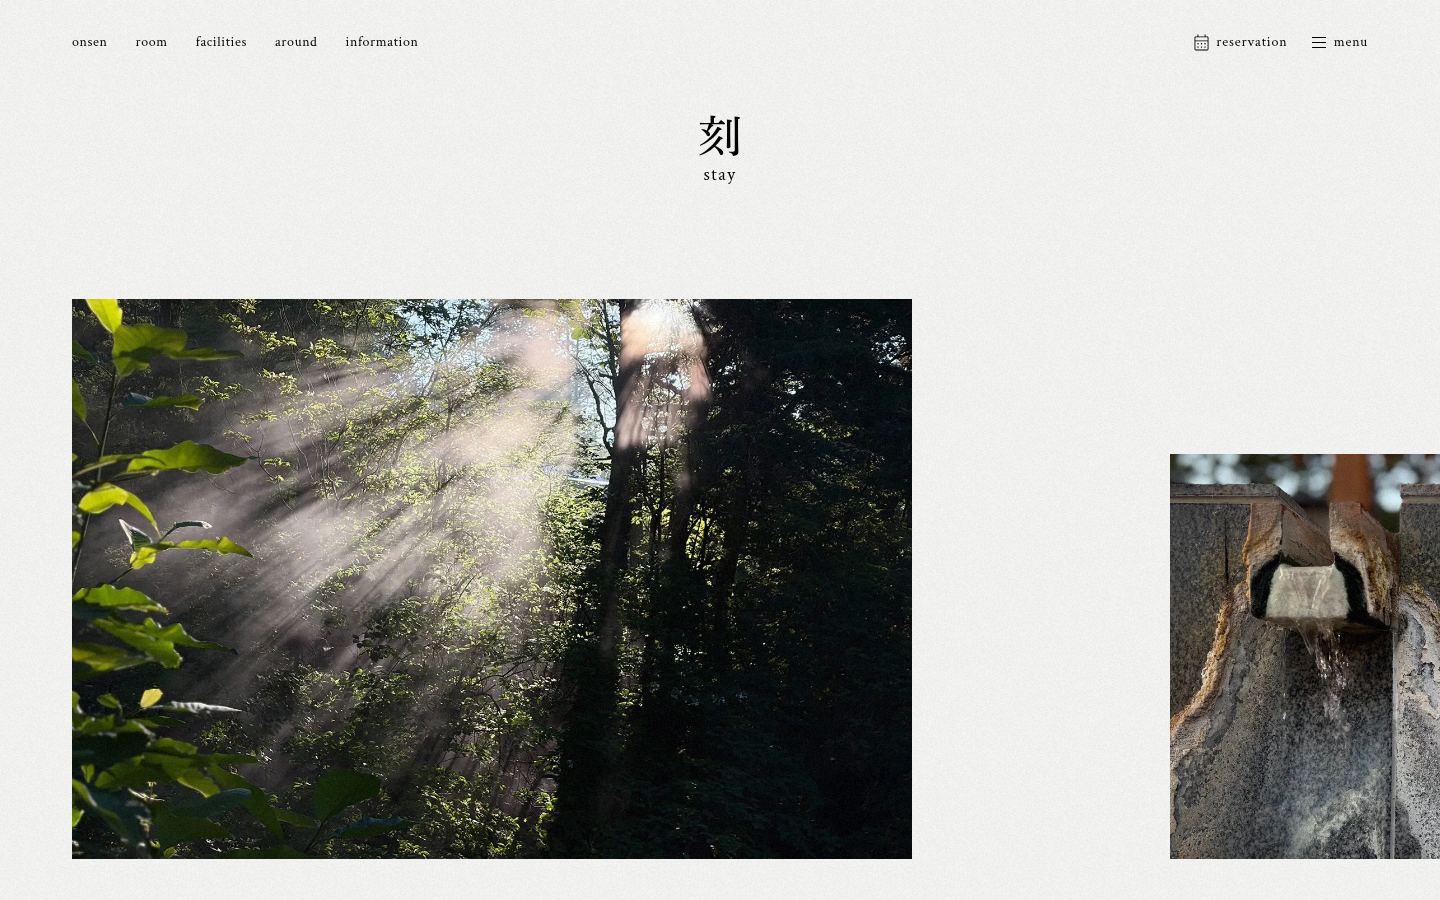 onsen room facilities around information reservation menu
刻
stay